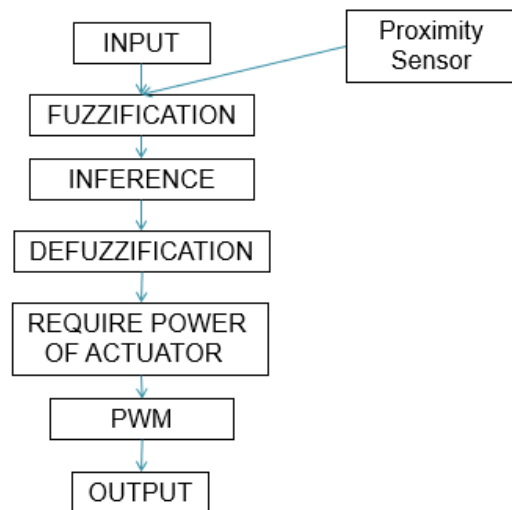 INPUT
Proximity
Sensor
FUZZIFICATION
INFERENCE
DEFUZZIFICATION
REQUIRE POWER
OF ACTUATOR
PWM
OUTPUT